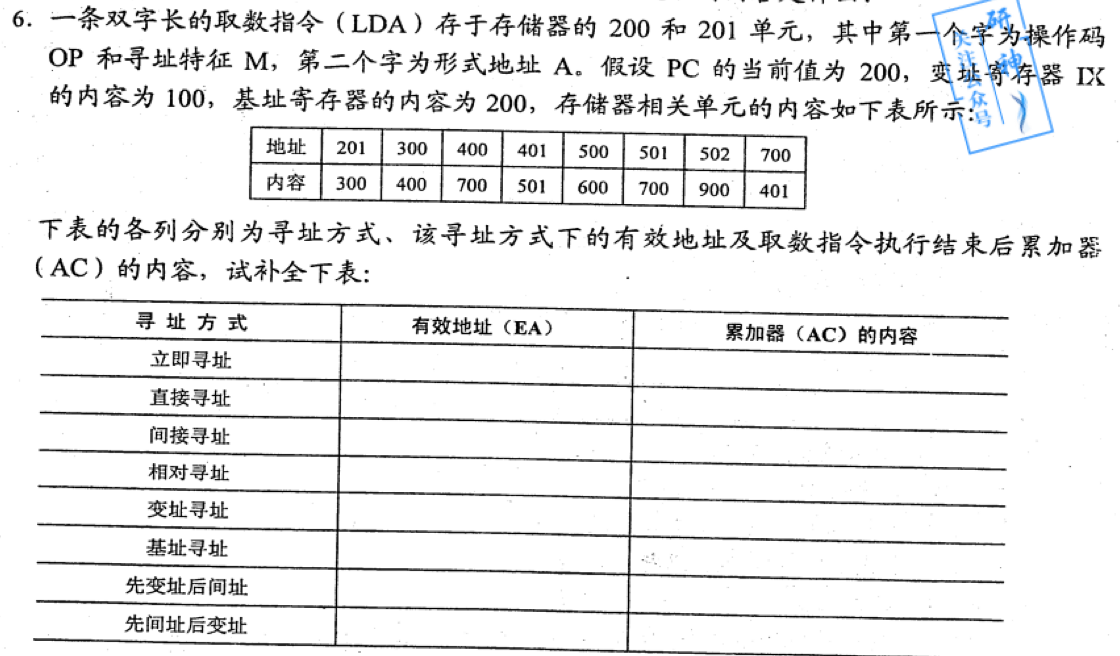 6. 一条双字长的取数指令（LDA）存于存储器的 200 和 201 单元，其中第一个字为操作码
OP 和寻址特征 M，第二个字为形式地址 A。假设 PC 的当前值为 200，变址寄存器 IX
的内容为 100，基址寄存器的内容为 200，存储器相关单元的内容如下表所示：
研神
关注公众号
地址 201 300 400 401 500 501 502 700
内容 300 400 700 501 600 700 900 401
下表的各列分别为寻址方式、该寻址方式下的有效地址及取数指令执行结束后累加器
（AC）的内容，试补全下表：
寻 址 方 式 有效地址（EA） 累加器（AC）的内容
立即寻址
直接寻址
间接寻址
相对寻址
变址寻址
基址寻址
先变址后间址
先间址后变址